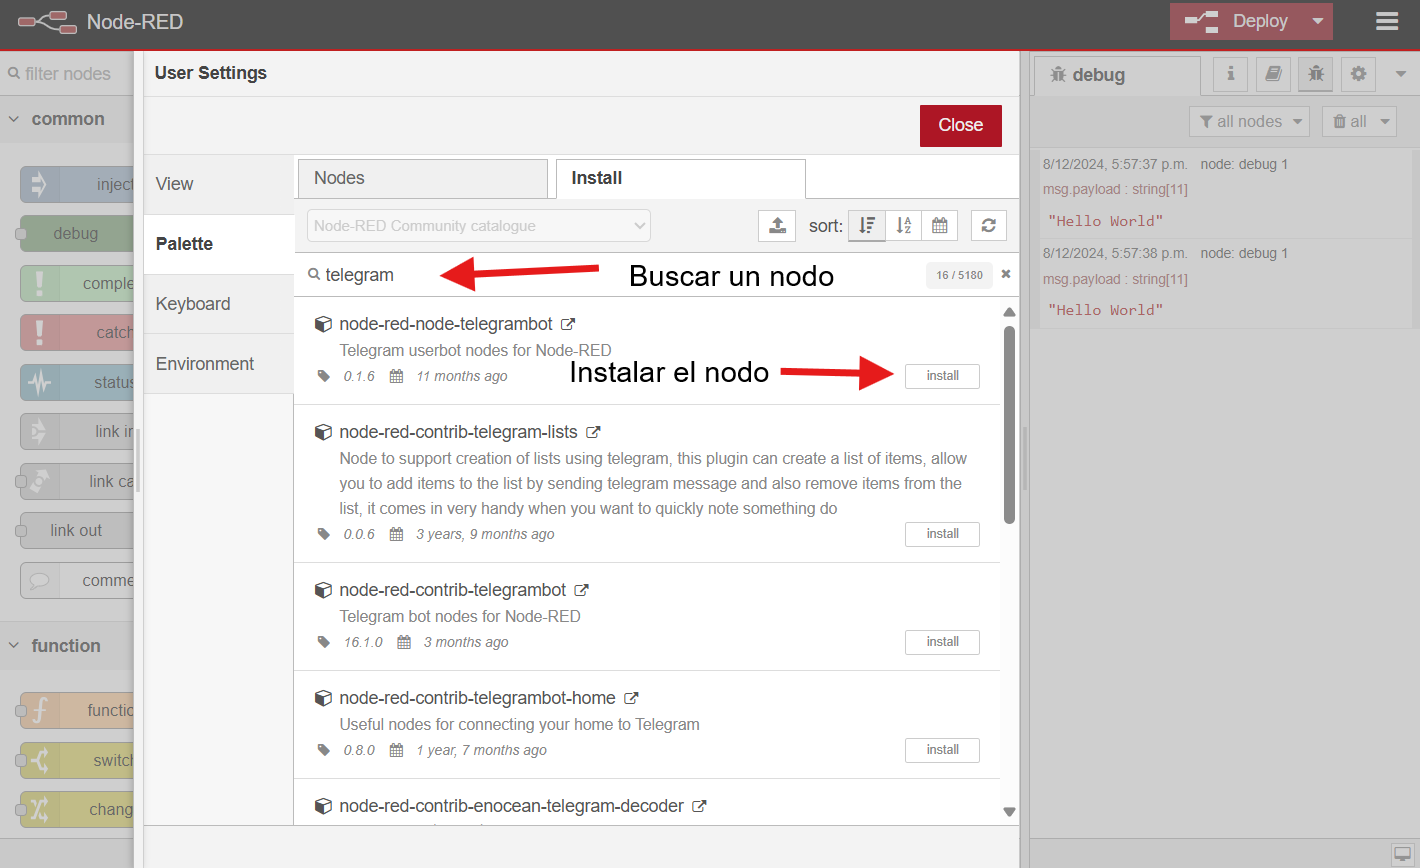 Node-RED
Deploy
filter nodes
User Settings
debug
Close
common
all nodes
all
View
Nodes
Install
8/12/2024, 5:57:37 p.m. node: debug 1
inject
msg.payload : string[11]
"Hello World"
Node-RED Community catalogue
sort:
debug
Palette
8/12/2024, 5:57:38 p.m. node: debug 1
telegram
Buscar un nodo
16 / 5180
msg.payload : string[11]
"Hello World"
comple
Keyboard
node-red-node-telegrambot
catch
Telegram userbot nodes for Node-RED
Environment
0.1.6 11 months ago
Instalar el nodo
install
status
link in
node-red-contrib-telegram-lists
Node to support creation of lists using telegram, this plugin can create a list of items, allow
you to add items to the list by sending telegram message and also remove items from the
list, it comes in very handy when you want to quickly note something do
link ca
link out
0.0.6 3 years, 9 months ago
install
comme
node-red-contrib-telegrambot
Telegram bot nodes for Node-RED
16.1.0 3 months ago
install
function
node-red-contrib-telegrambot-home
Useful nodes for connecting your home to Telegram
functio
0.8.0 1 year, 7 months ago
install
switch
node-red-contrib-enocean-telegram-decoder
chang